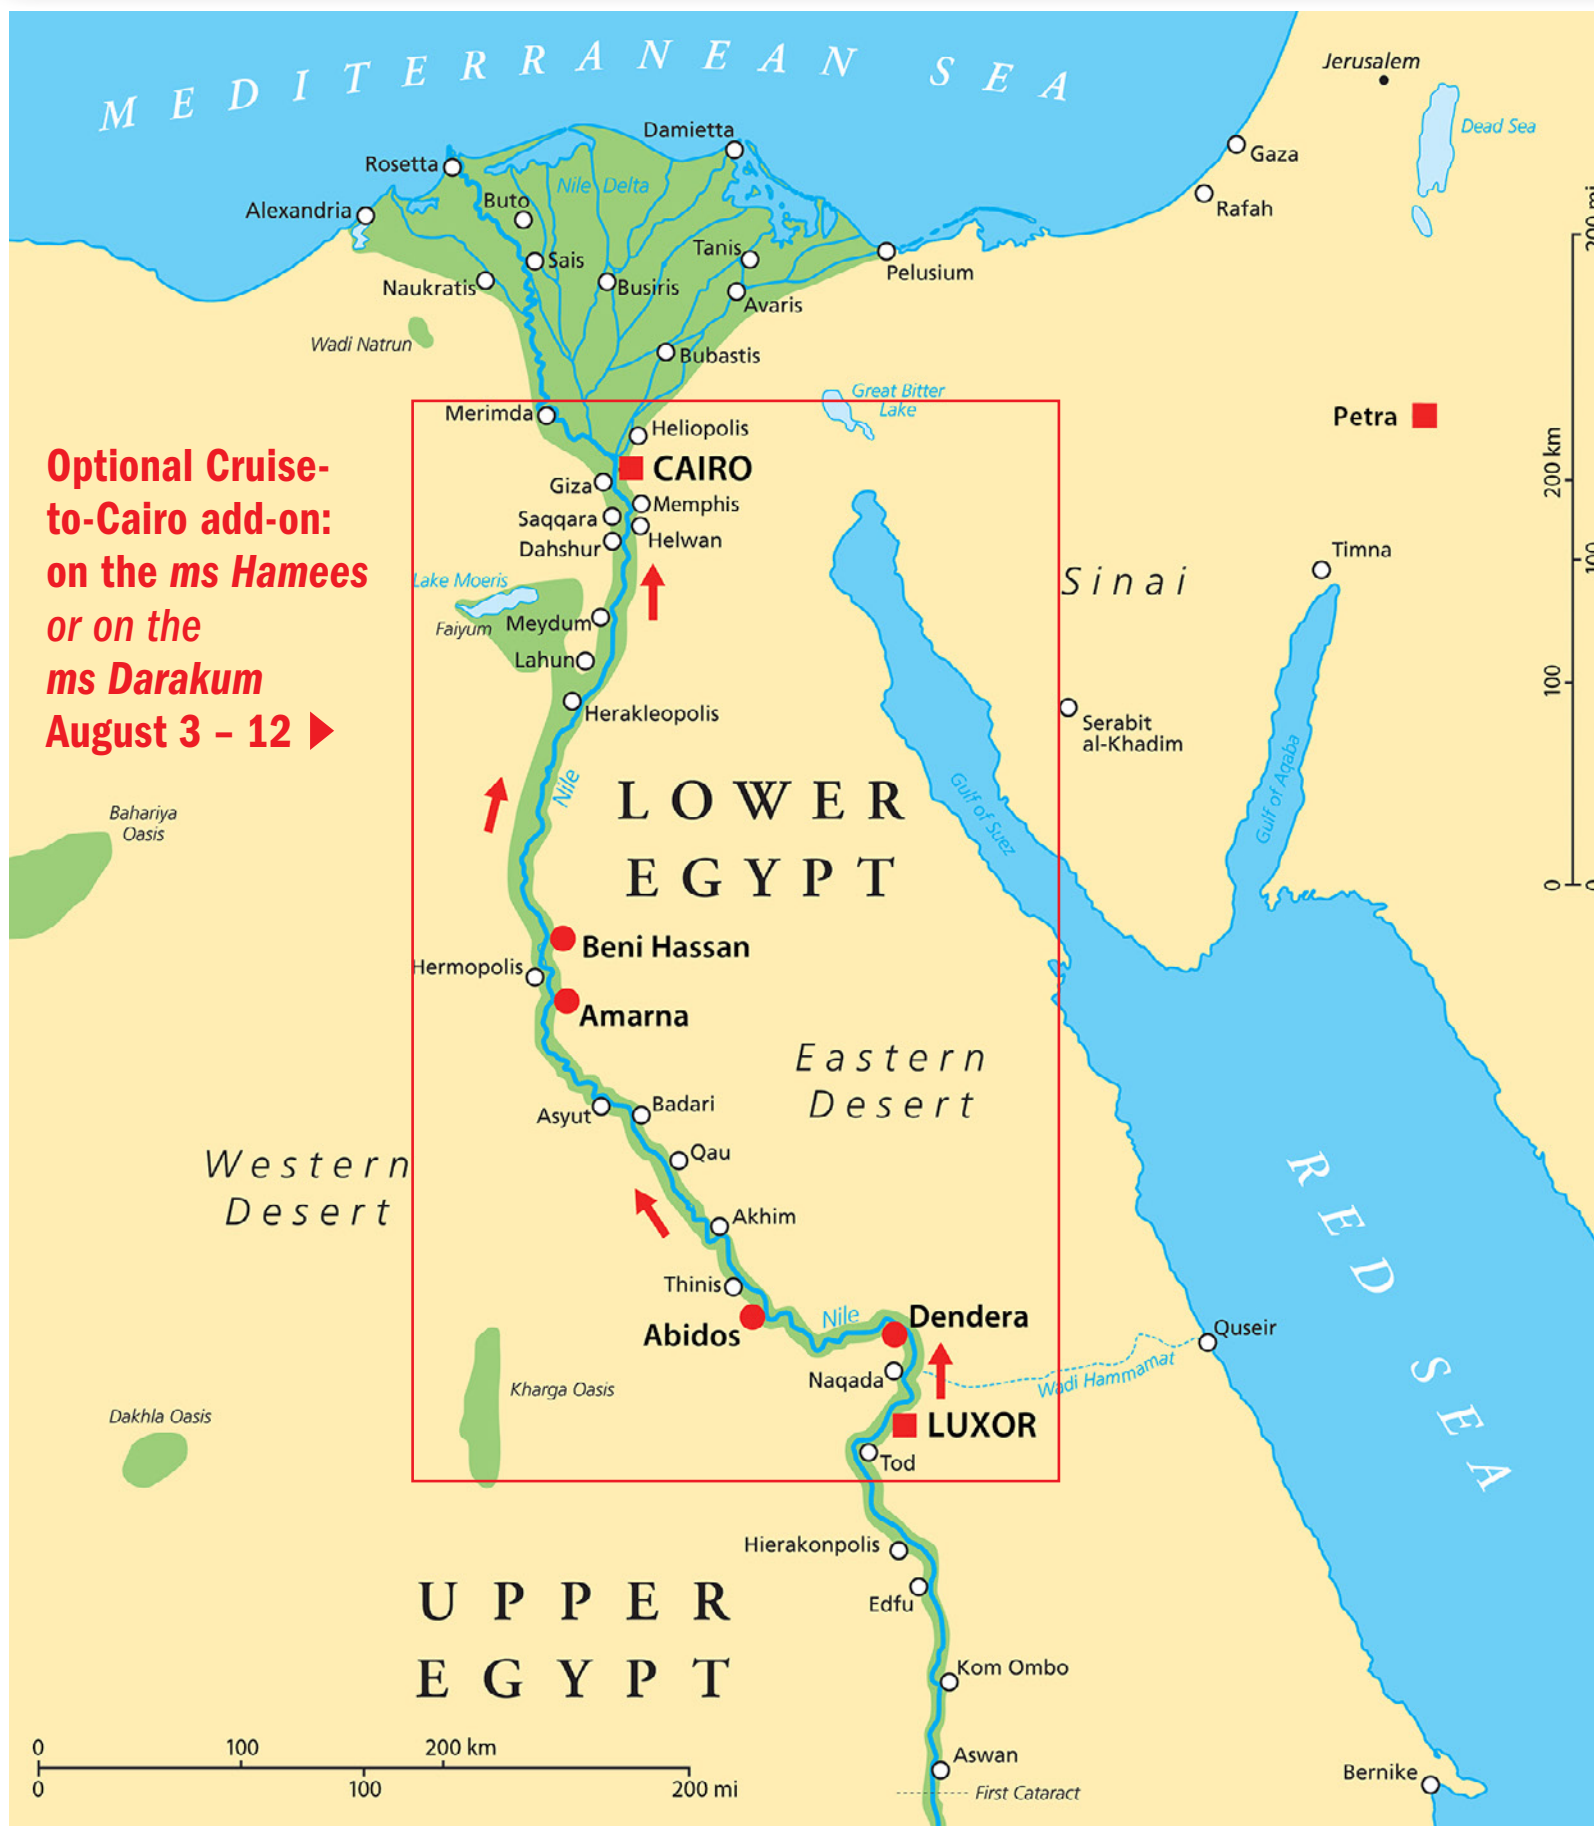 MEDITERRANEAN SEA
Jerusalem
Dead Sea
Damietta
Rosetta
Gaza
Nile Delta
Buto
Rafah
Alexandria
Tanis
Sais
Pelusium
Naukratis
Busiris
Avaris
Wadi Natrun
Bubastis
Great Bitter
Lake
Merimda
Heliopolis
Petra
CAIRO
Giza
Memphis
Saqqara
Helwan
Dahshur
Optional Cruise-
to-Cairo add-on:
on the ms Hamees
or on the
ms Darakum
August 3 – 12
Timna
Lake Moeris
Sinai
Faiyum
Meydum
Lahun
Herakleopolis
Serabit
al-Khadim
Nile
Gulf of Suez
Gulf of Aqaba
LOWER
EGYPT
Bahariya
Oasis
200 km
100
0
Beni Hassan
Hermopolis
Amarna
Eastern
Desert
Asyut
Badari
Qau
Western
Desert
Akhim
RED SEA
Thinis
Nile
Dendera
Abidos
Quseir
Naqada
Wadi Hammamat
Kharga Oasis
Dakhla Oasis
LUXOR
Tod
Hierakonpolis
UPPER
EGYPT
Edfu
Kom Ombo
Aswan
First Cataract
Bernike
0 100 200 km
0 100 200 mi